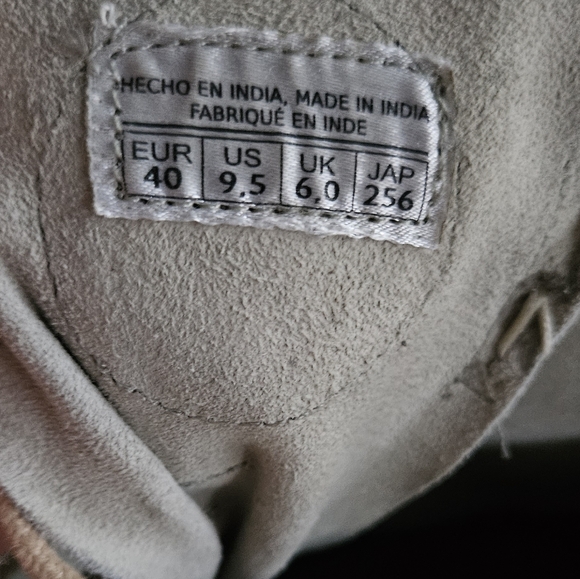 HECHO EN INDIA, MADE IN INDIA
FABRIQUÉ EN INDE
EUR US UK JAP
40 9.5 6.0 256